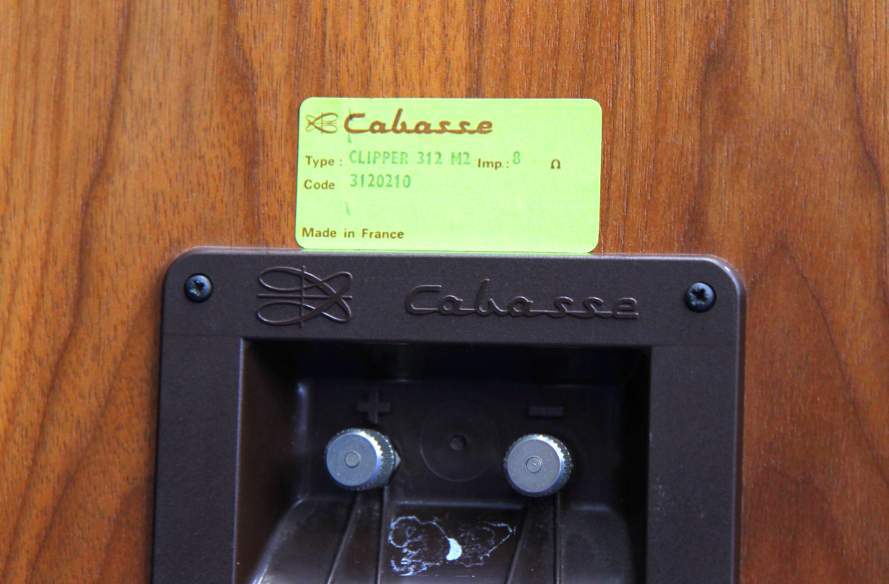 Cabasse
Type : CLIPPER 312 M2 Imp.: 8 Ω
Code 3120210
Made in France
Cabasse
+ −